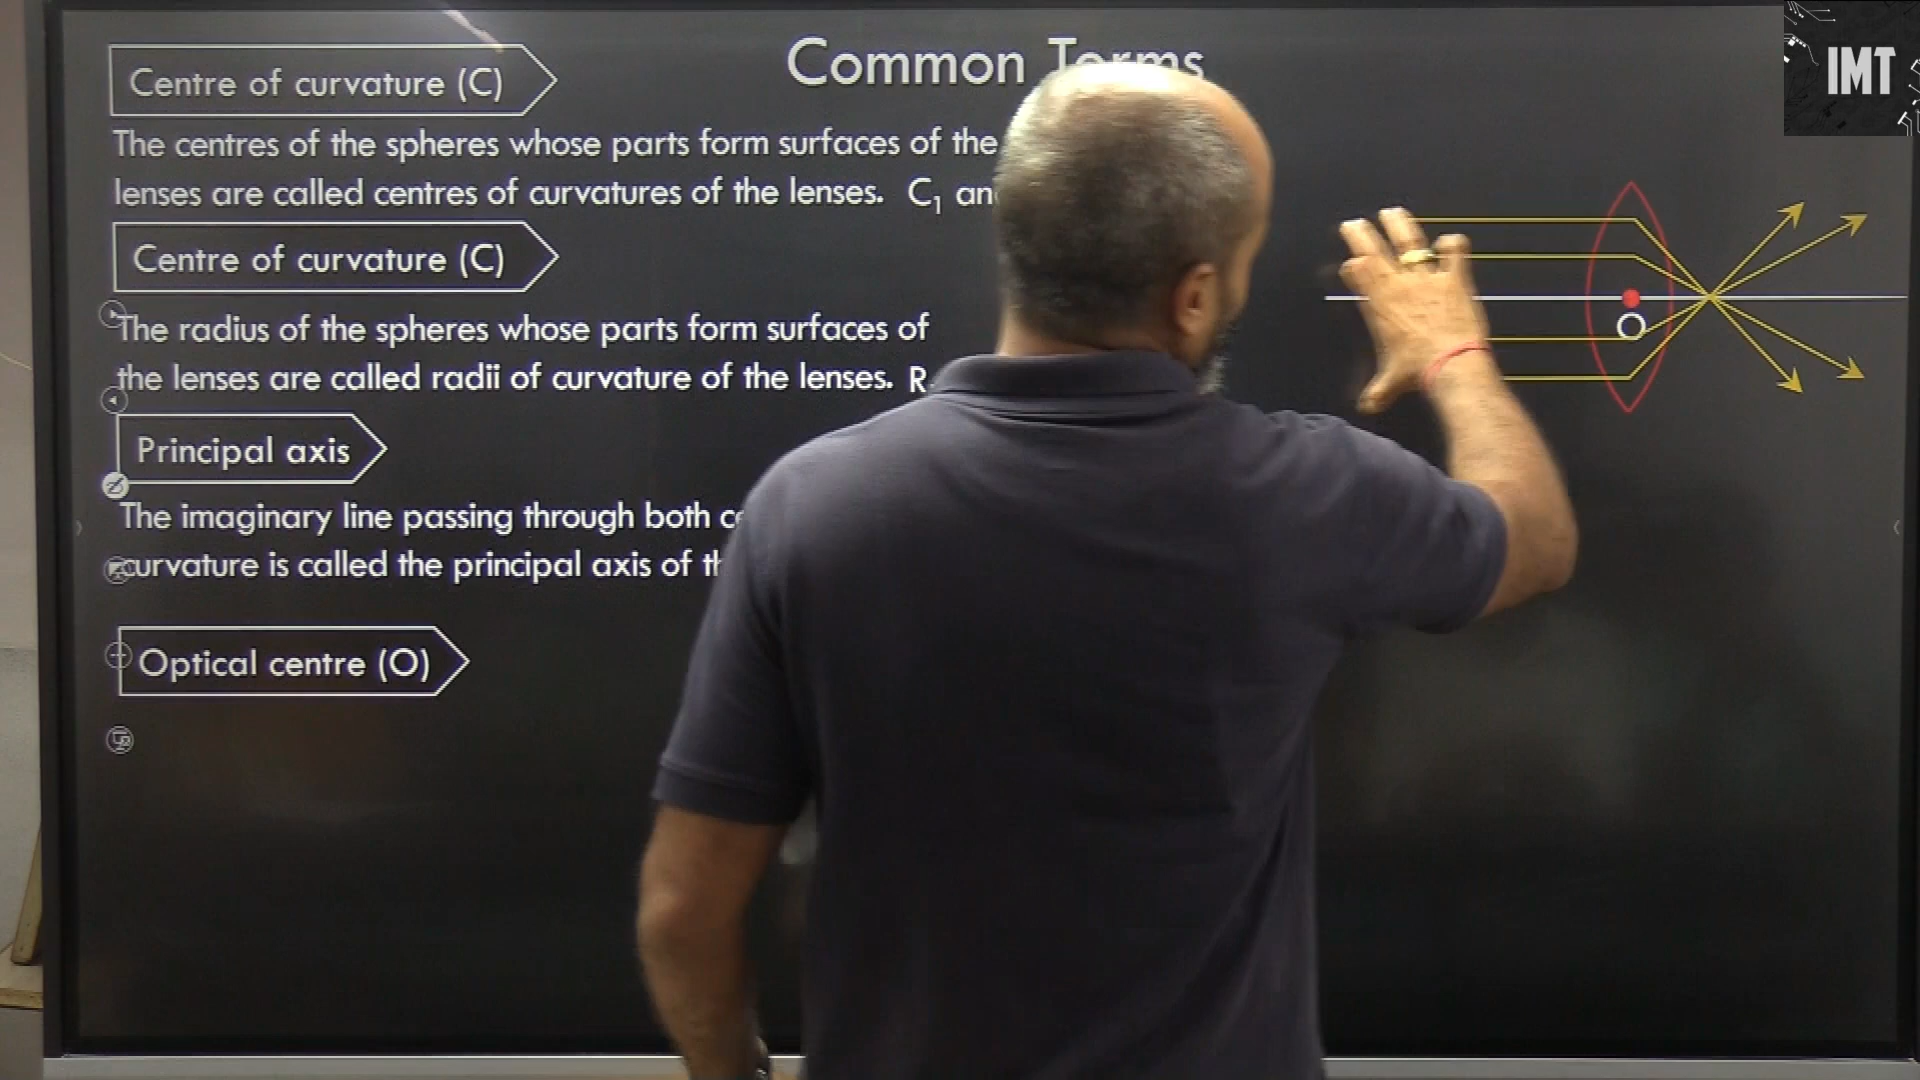 Common Terms
Centre of curvature (C)
The centres of the spheres whose parts form surfaces of the
lenses are called centres of curvatures of the lenses. C₁
Centre of curvature (C)
The radius of the spheres whose parts form surfaces of
the lenses are called radii of curvature of the lenses. R
Principal axis
The imaginary line passing through both
curvature is called the principal axis of
Optical centre (O)
O
IMT